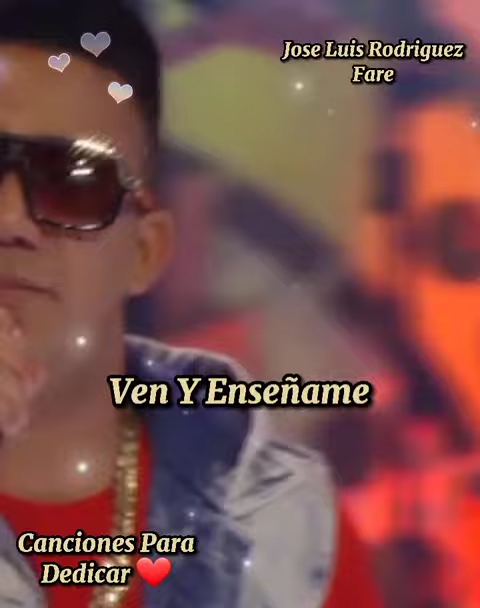 Jose Luis Rodriguez
Fare
Ven Y Enseñame
Canciones Para
Dedicar ❤️